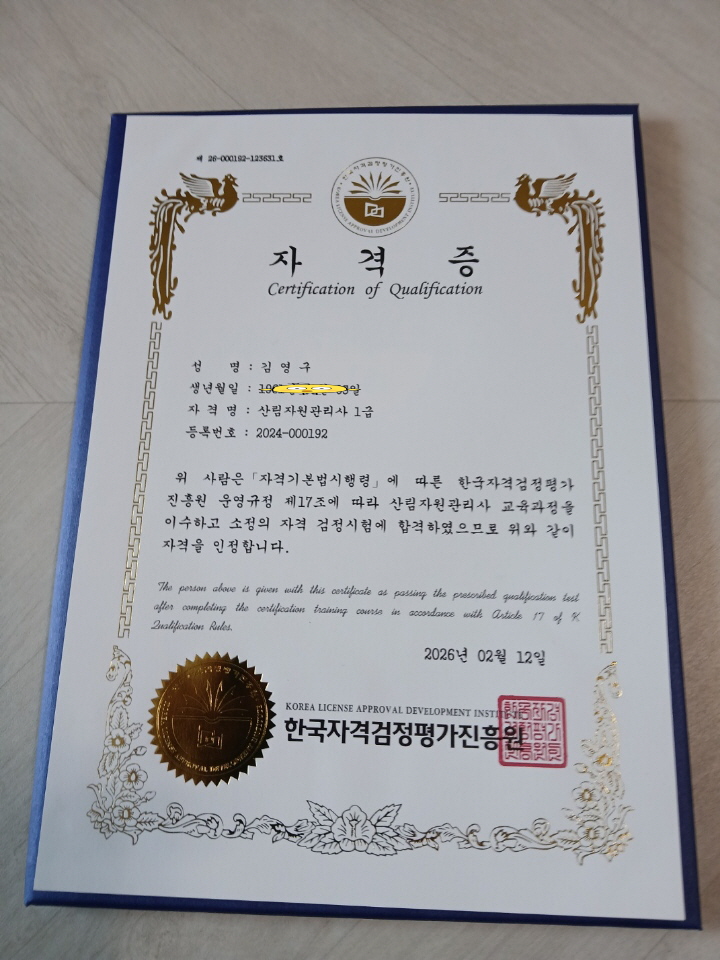 제 26-000192-123631 호
자 격 증
Certification of Qualification
성 명 : 김 영 구
생년월일 :
자 격 명 : 산림자원관리사 1급
등록번호 : 2024-000192
위 사람은 「자격기본법시행령」에 따른 한국자격검정평가
진흥원 운영규정 제17조에 따라 산림자원관리사 교육과정을
이수하고 소정의 자격 검정시험에 합격하였으므로 위와 같이
자격을 인정합니다.
The person above is given with this certificate as passing the prescribed qualification test
after completing the certification training course in accordance with Article 17 of
Qualification Rules.
2026년 02월 12일
KOREA LICENSE APPROVAL DEVELOPMENT
한국자격검정평가진흥원